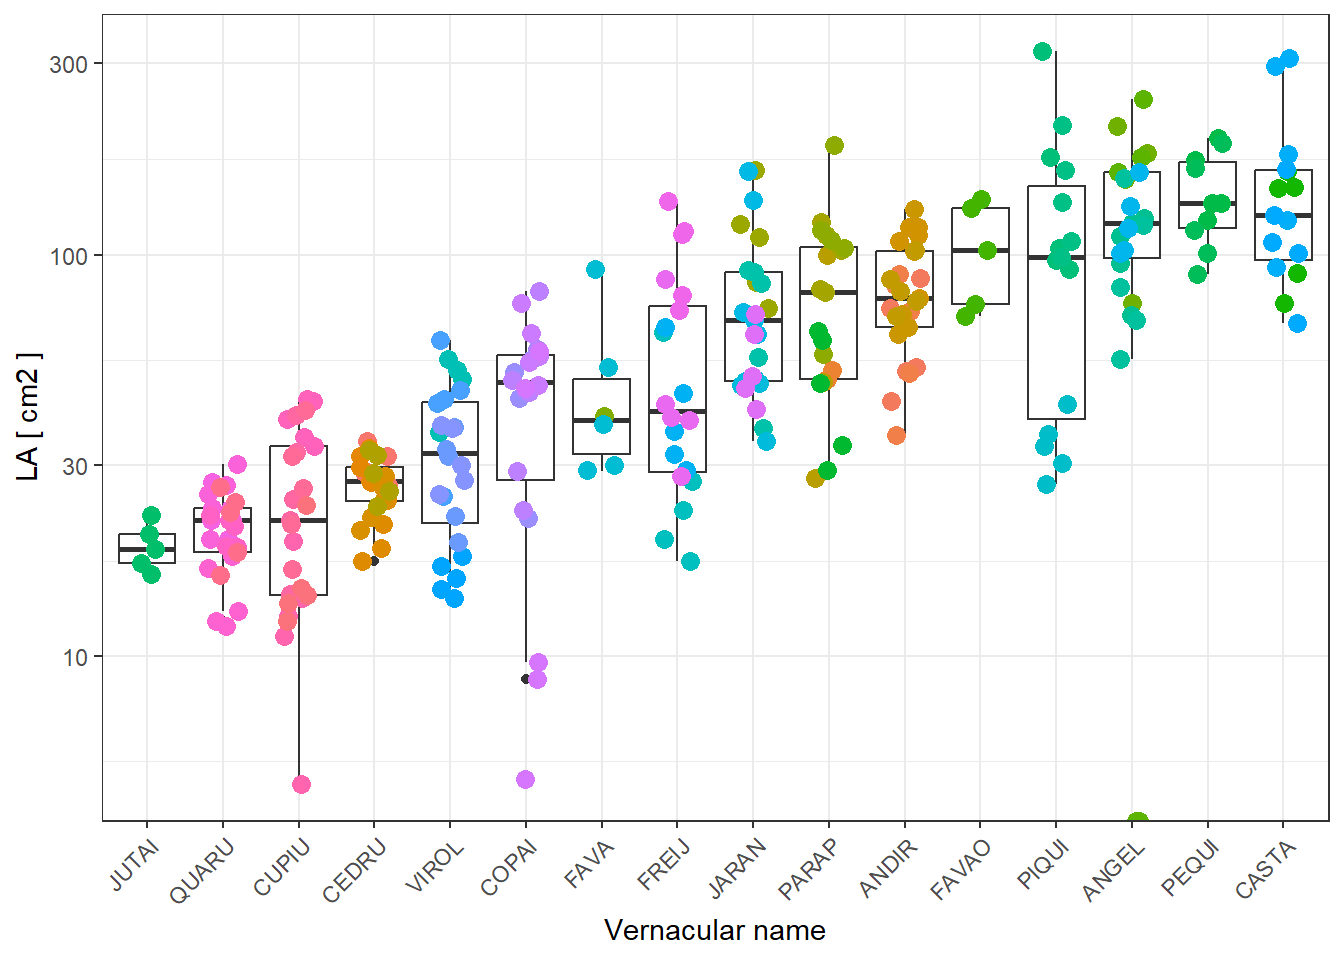 300
100
30
10
LA [ cm2 ]
JUTAI
QUARU
CUPIU
CEDRU
VIROL
COPAI
FAVA
FREIJ
JARAN
PARAP
ANDIR
FAVAO
PIQUI
ANGEL
PEQUI
CASTA
Vernacular name